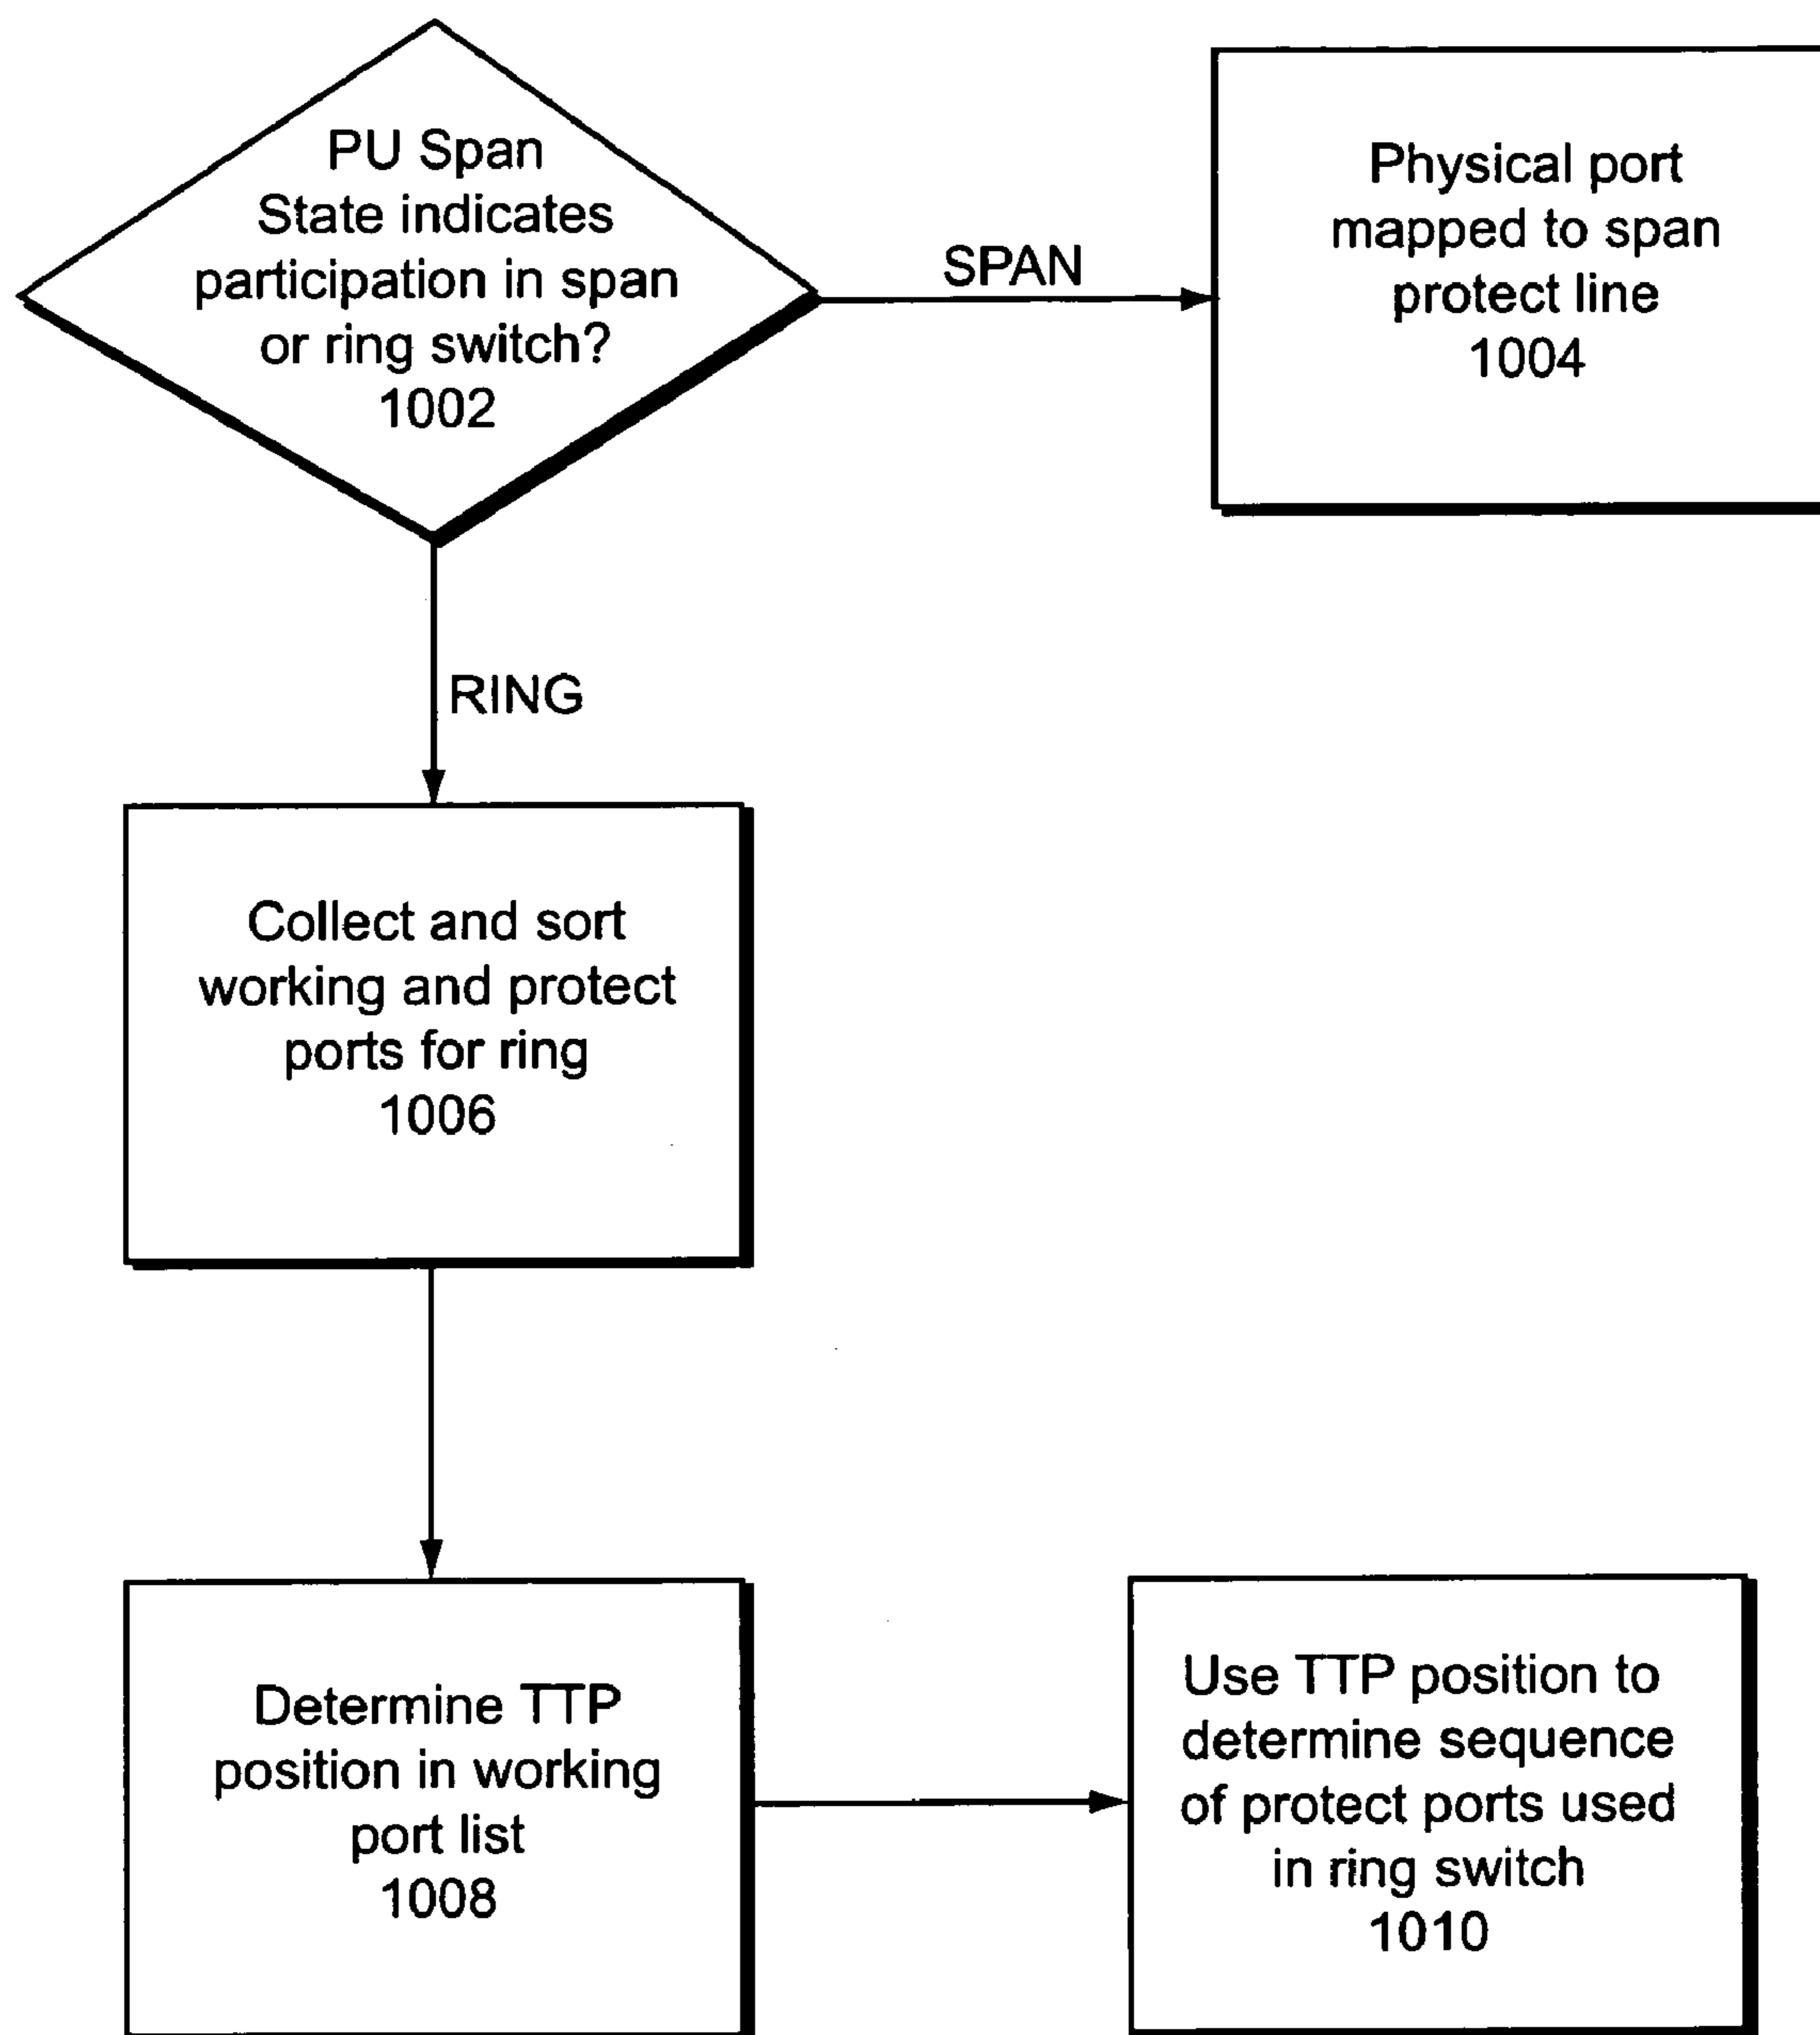 PU Span
State indicates
participation in span
or ring switch?
1002
SPAN
Physical port
mapped to span
protect line
1004
RING
Collect and sort
working and protect
ports for ring
1006
Determine TTP
position in working
port list
1008
Use TTP position to
determine sequence
of protect ports used
in ring switch
1010